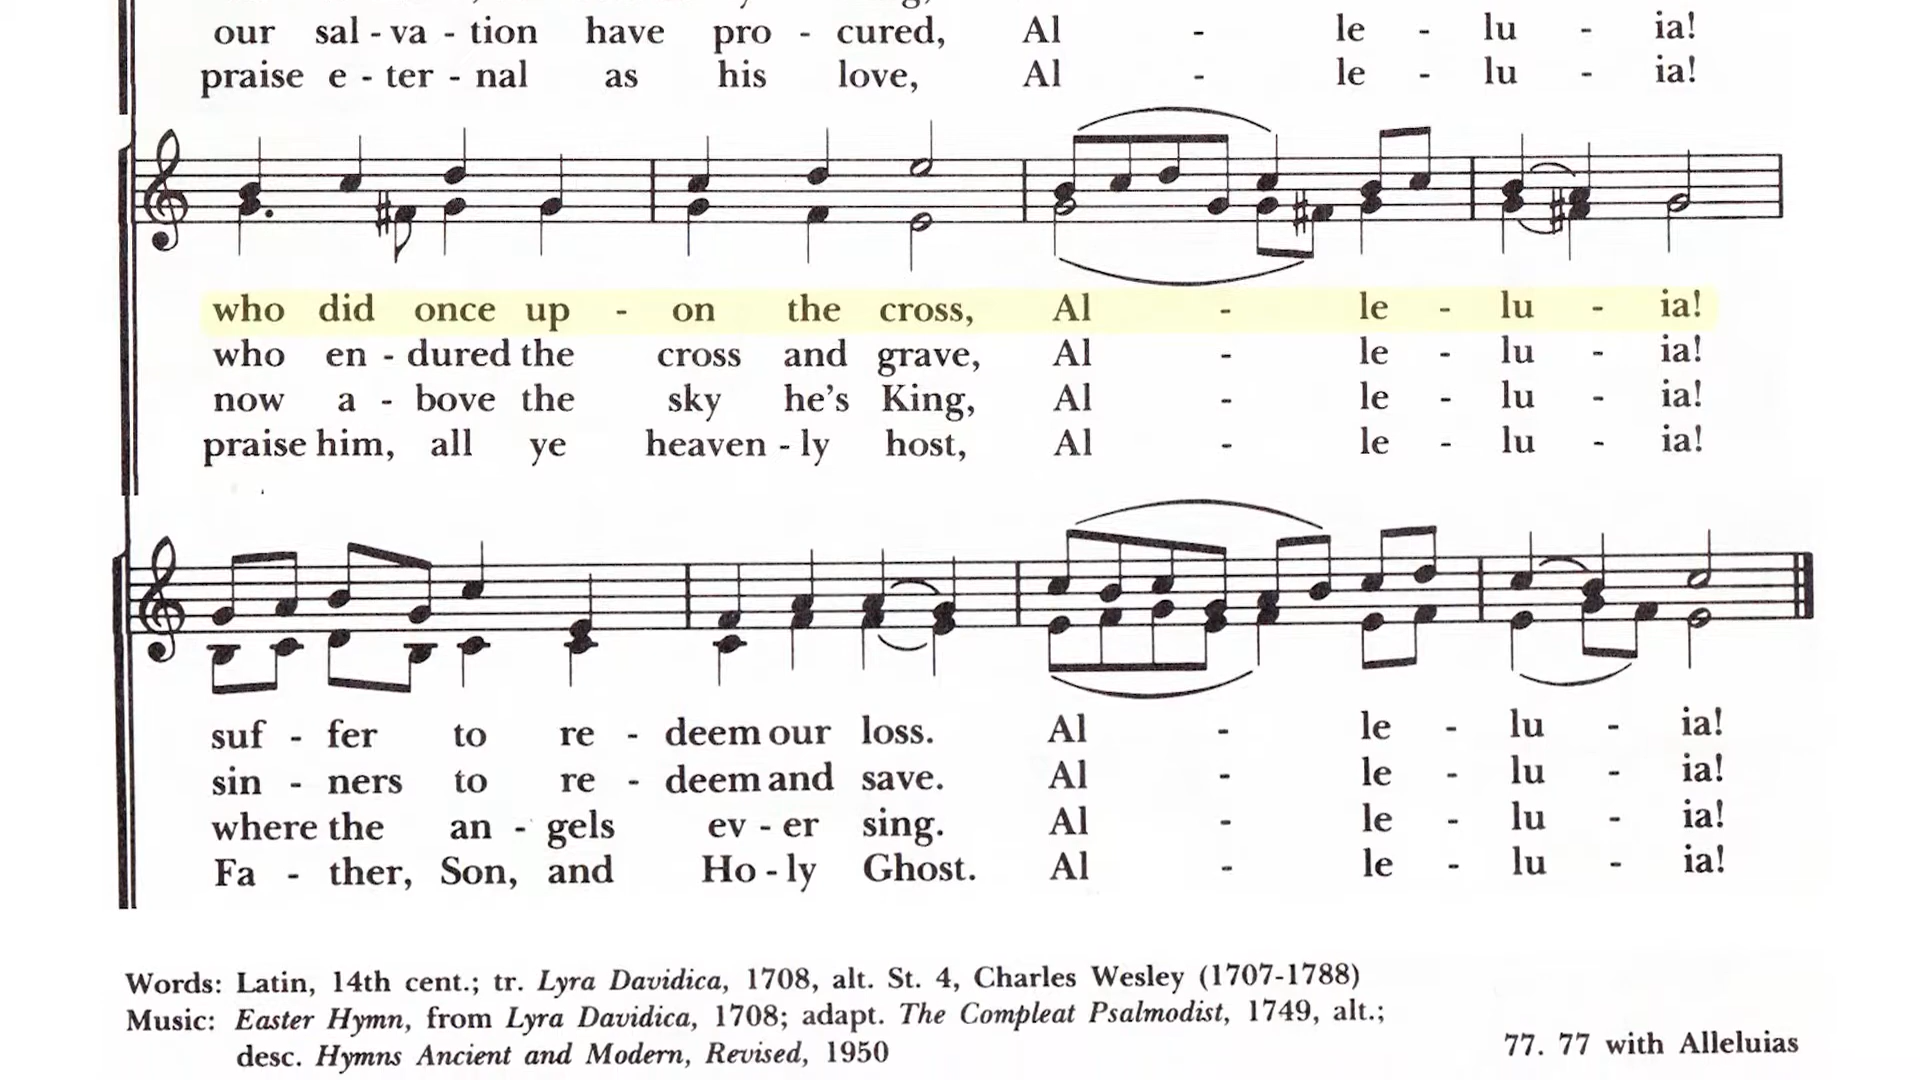 our sal - va - tion have pro - cured, Al - le - lu - ia!
praise e - ter - nal as his love, Al - le - lu - ia!
who did once up - on the cross, Al - le - lu - ia!
who en - dured the cross and grave, Al - le - lu - ia!
now a - bove the sky he's King, Al - le - lu - ia!
praise him, all ye heaven - ly host, Al - le - lu - ia!
suf - fer to re - deem our loss. Al - le - lu - ia!
sin - ners to re - deem and save. Al - le - lu - ia!
where the an - gels ev - er sing. Al - le - lu - ia!
Fa - ther, Son, and Ho - ly Ghost. Al - le - lu - ia!
Words: Latin, 14th cent.; tr. Lyra Davidica, 1708, alt. St. 4, Charles Wesley (1707-1788)
Music: Easter Hymn, from Lyra Davidica, 1708; adapt. The Compleat Psalmodist, 1749, alt.;
desc. Hymns Ancient and Modern, Revised, 1950
77. 77 with Alleluias